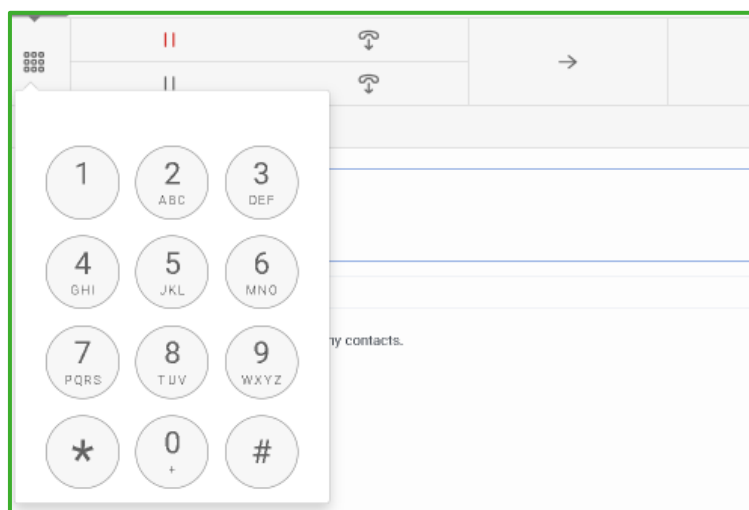 1 2 3
ABC DEF
4 5 6
GHI JKL MNO
ny contacts.
7 8 9
PQRS TUV WXYZ
* 0 #
+